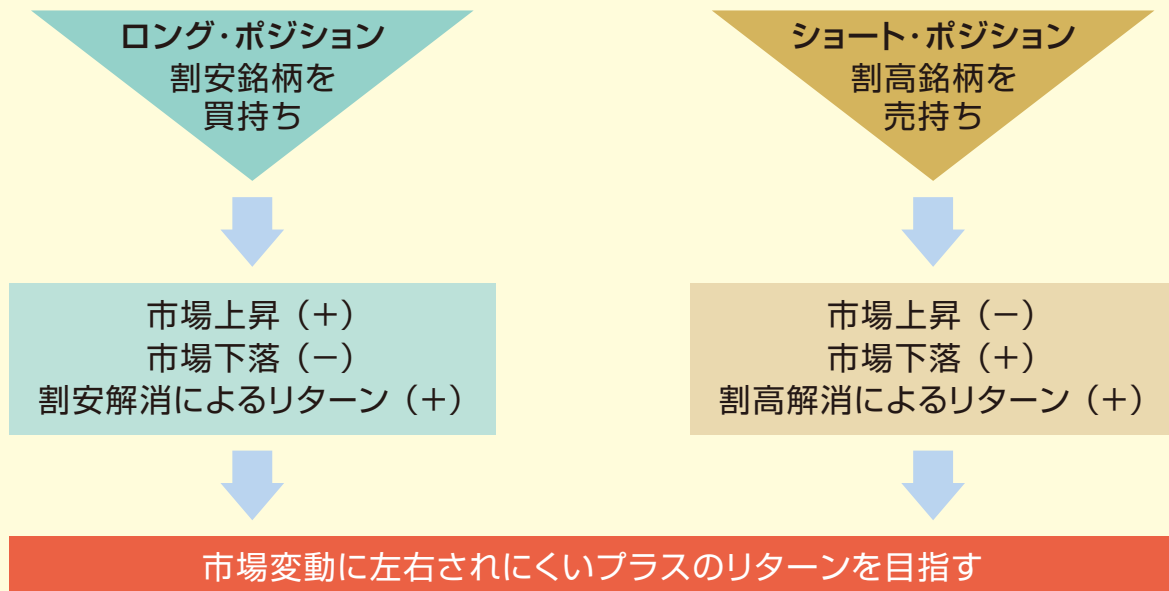 ロング・ポジション
割安銘柄を
買持ち
市場上昇（＋）
市場下落（－）
割安解消によるリターン（＋）
ショート・ポジション
割高銘柄を
売持ち
市場上昇（－）
市場下落（＋）
割高解消によるリターン（＋）
市場変動に左右されにくいプラスのリターンを目指す